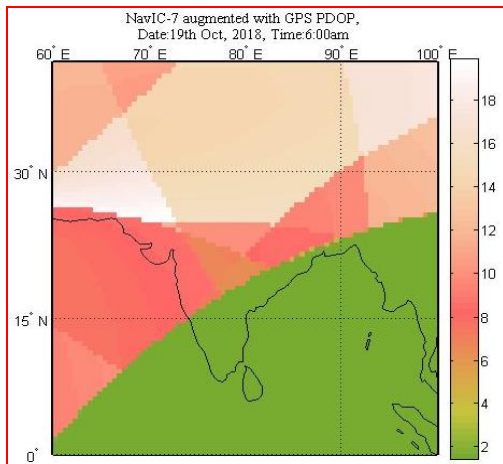 NavIC-7 augmented with GPS PDOP,
Date:19th Oct, 2018, Time:6:00am
60° E 70° E 80° E 90° E 100° E
30° N
15° N
0°
18
16
14
12
10
8
6
4
2